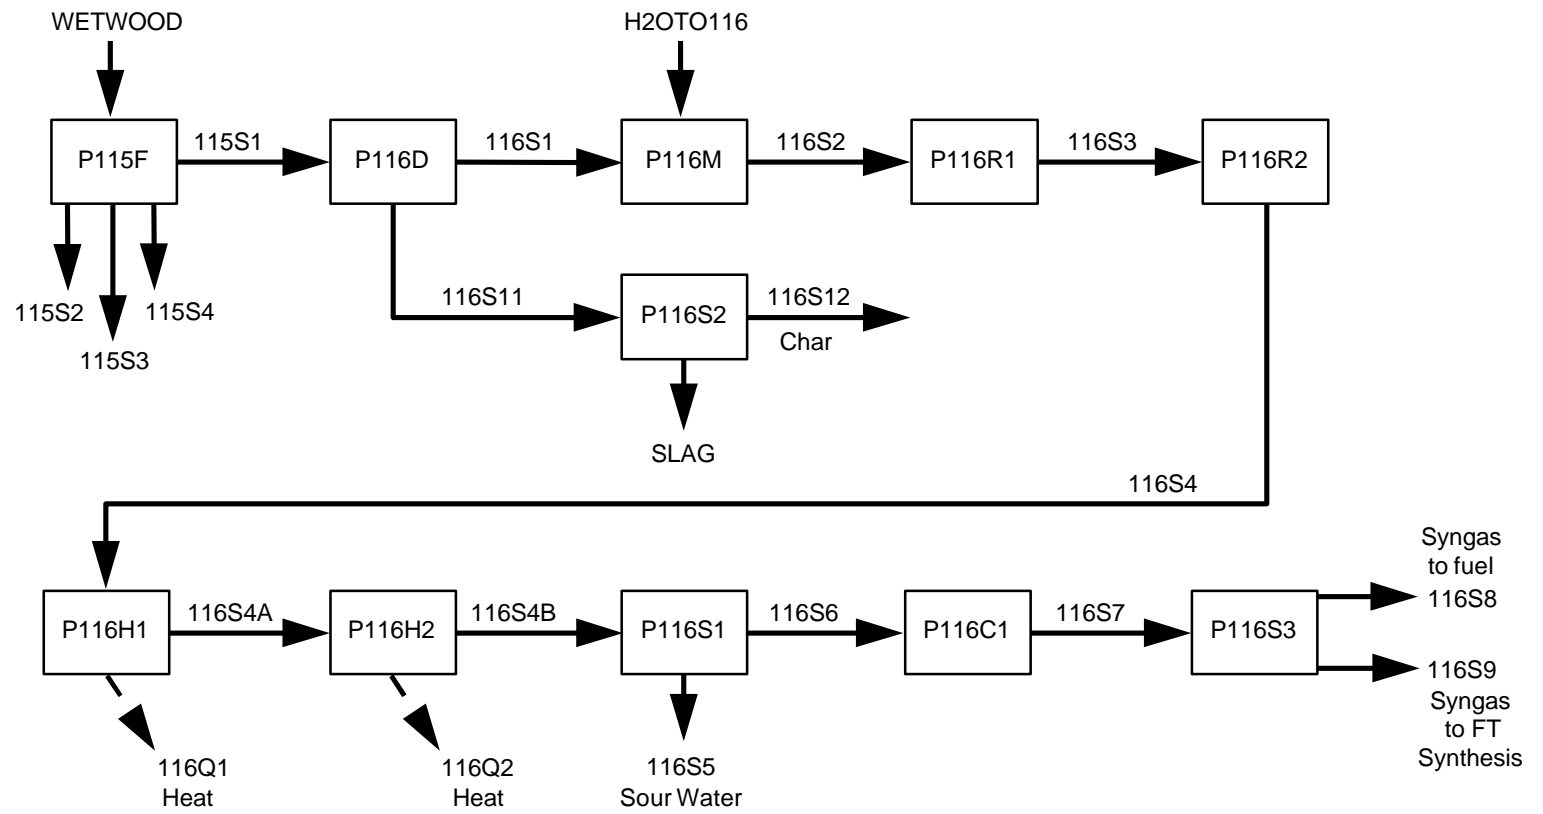 WETWOOD
H2OTO116
P115F
115S1
P116D
116S1
P116M
116S2
P116R1
116S3
P116R2
115S2
115S3
115S4
116S11
P116S2
116S12
Char
SLAG
116S4
P116H1
116S4A
P116H2
116S4B
P116S1
116S6
P116C1
116S7
P116S3
Syngas
to fuel
116S8
116S9
Syngas
to FT
Synthesis
116Q1
Heat
116Q2
Heat
116S5
Sour Water